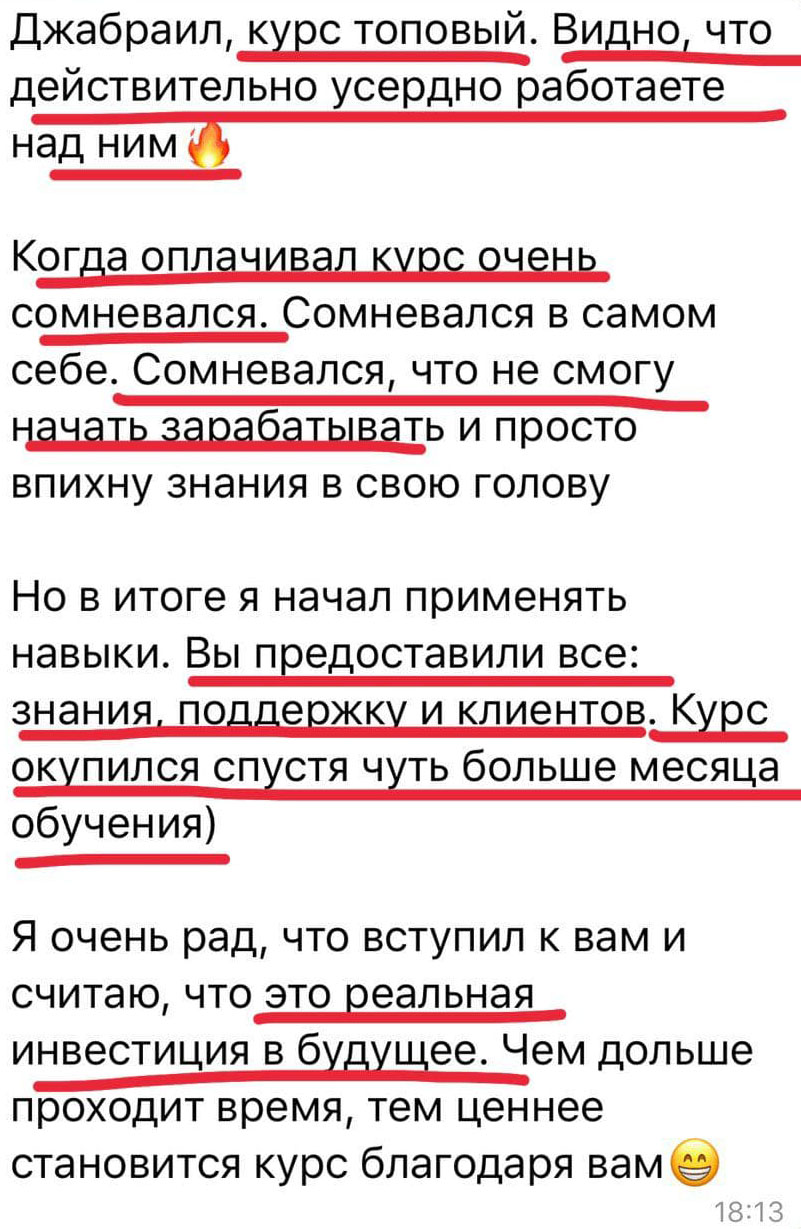 Джабраил, курс топовый. Видно, что
действительно усердно работаете
над ним🔥
Когда оплачивал курс очень
сомневался. Сомневался в самом
себе. Сомневался, что не смогу
начать зарабатывать и просто
впихну знания в свою голову
Но в итоге я начал применять
навыки. Вы предоставили все:
знания, поддержку и клиентов. Курс
окупился спустя чуть больше месяца
обучения)
Я очень рад, что вступил к вам и
считаю, что это реальная
инвестиция в будущее. Чем дольше
проходит время, тем ценнее
становится курс благодаря вам😁
18:13